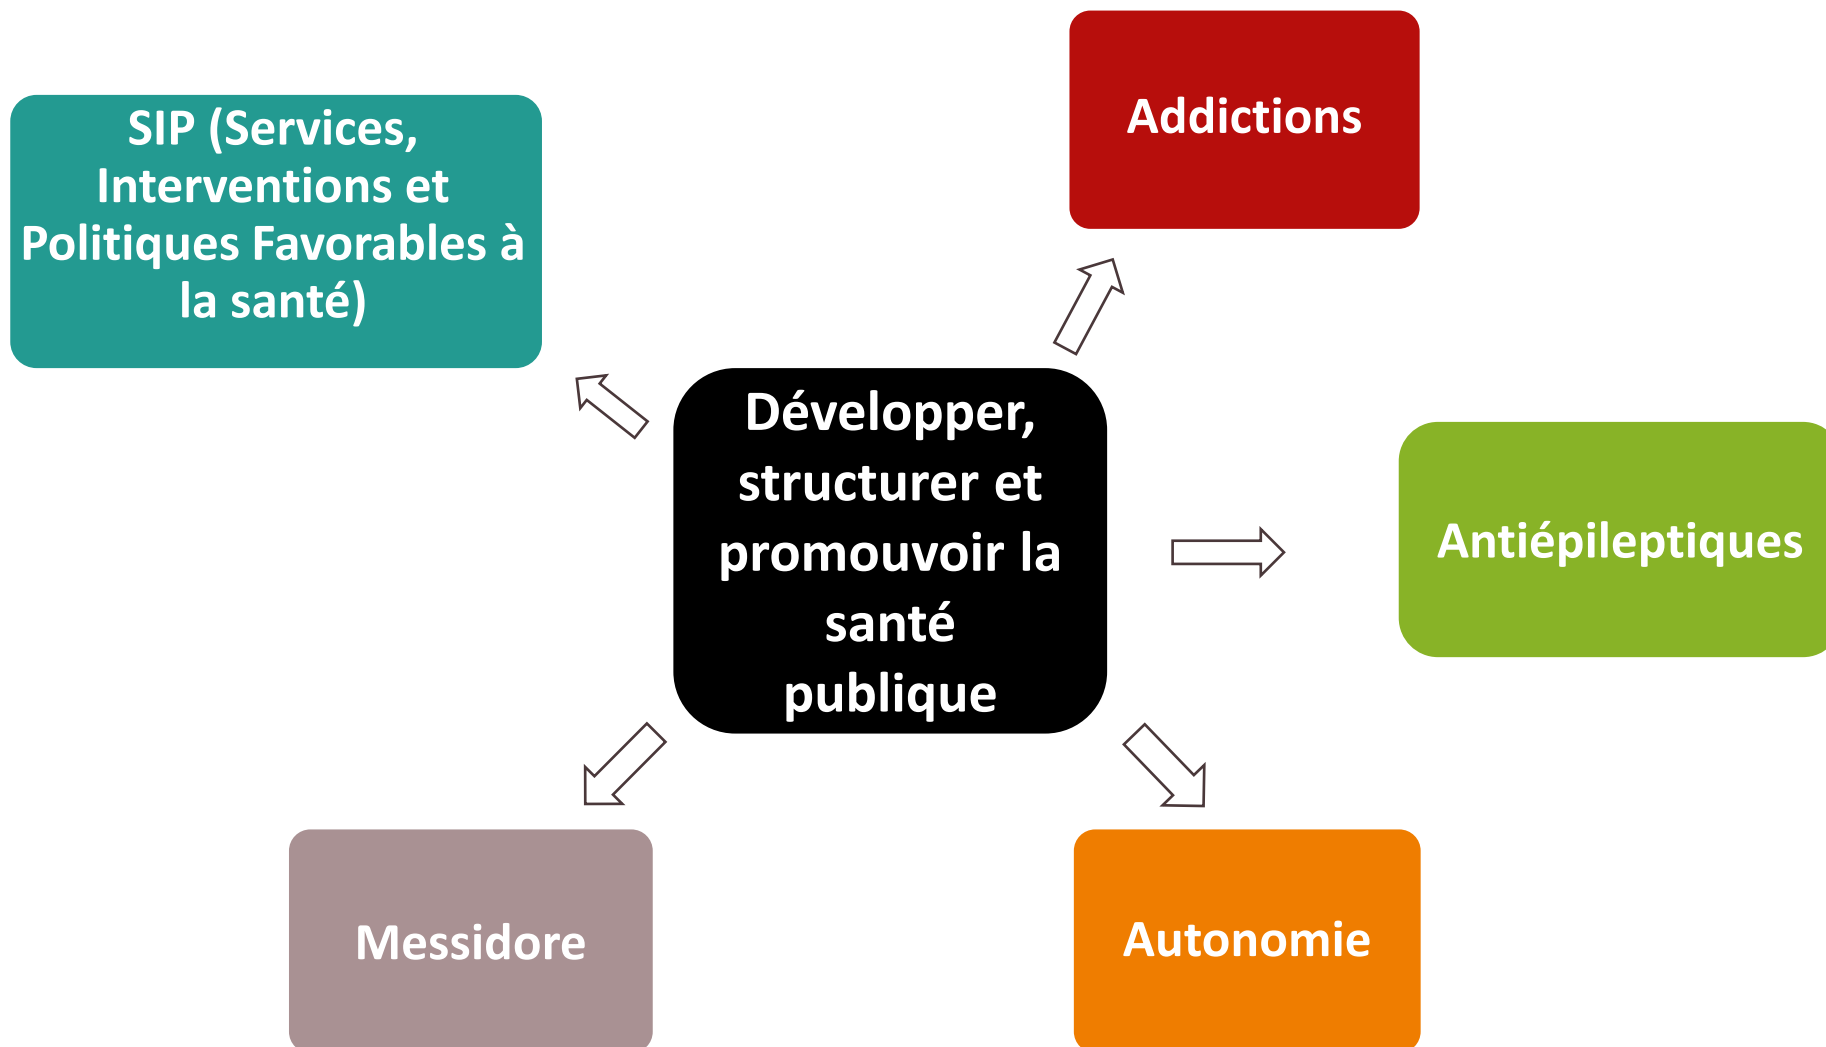 SIP (Services,
Interventions et
Politiques Favorables à
la santé)
Addictions
Développer,
structurer et
promouvoir la
santé
publique
Antiépileptiques
Messidore
Autonomie